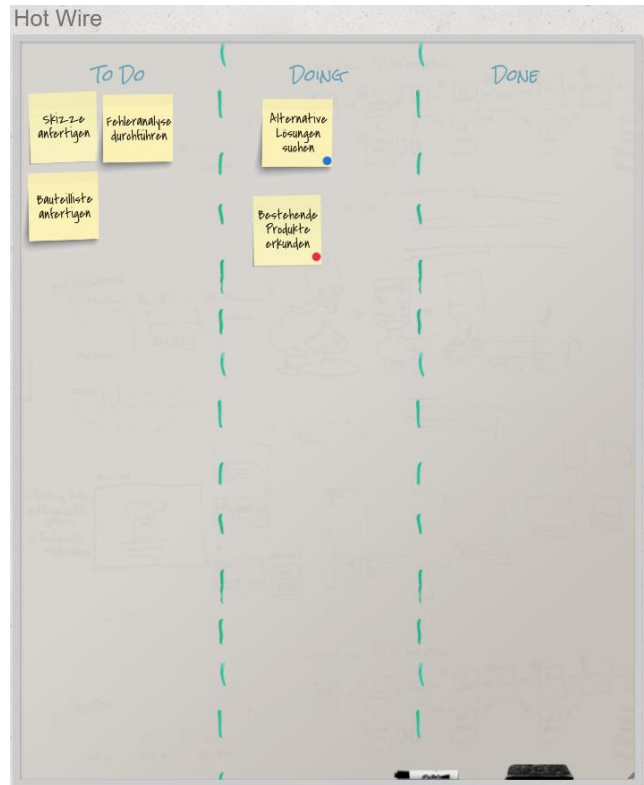 Hot Wire
To Do
Doing
Done
Skizze
anfertigen
Fehleranalyse
durchführen
Bauteilliste
anfertigen
Alternative
Lösungen
suchen
Bestehende
Produkte
erkunden